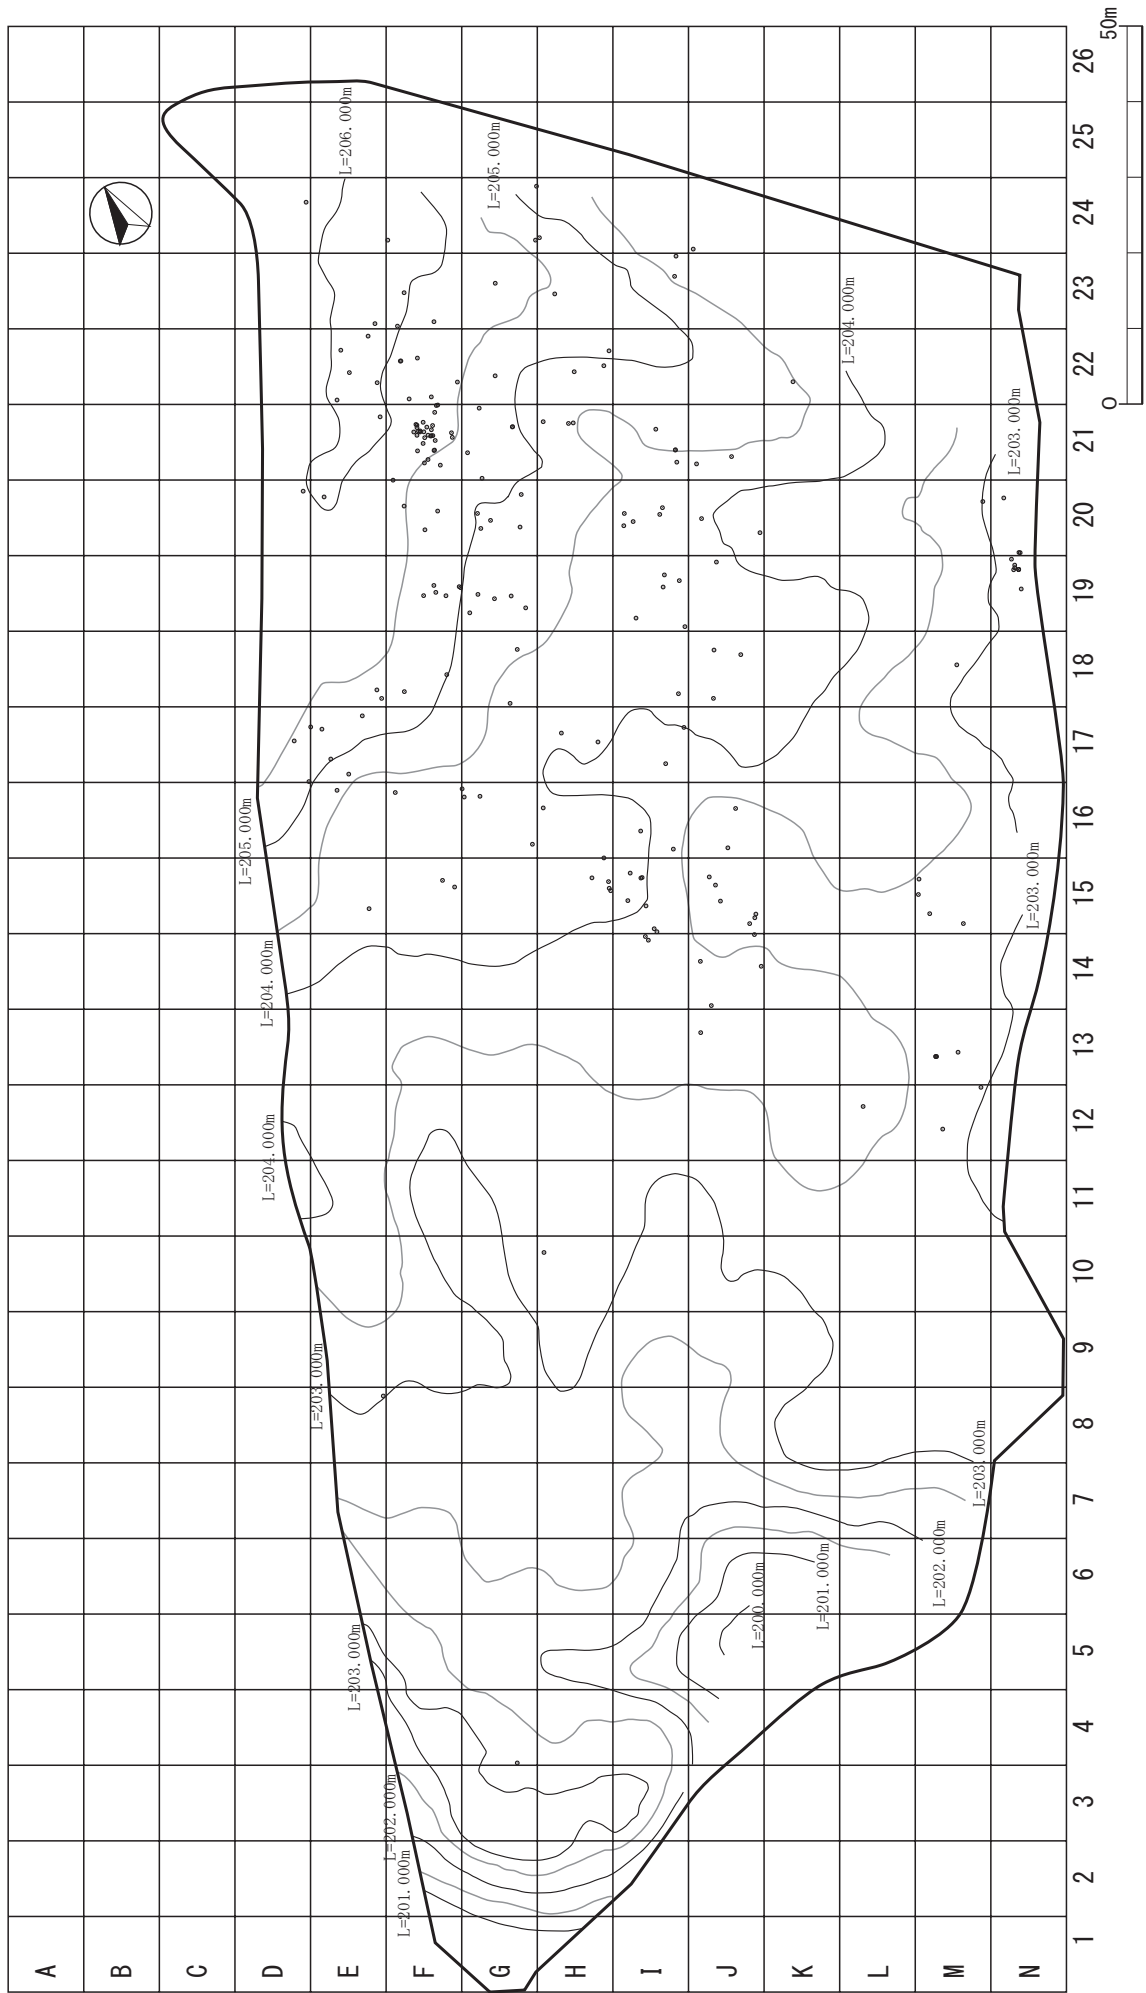 50m
0
26
25
24
23
22
21
20
19
18
17
16
15
14
13
12
11
10
9
8
7
6
5
4
3
2
1
A
B
C
D
E
F
G
H
I
J
K
L
M
N
L=206.000m
L=205.000m
L=204.000m
L=203.000m
L=205.000m
L=203.000m
L=204.000m
L=204.000m
L=203.000m
L=203.000m
L=202.000m
L=201.000m
L=200.000m
L=203.000m
L=202.000m
L=201.000m